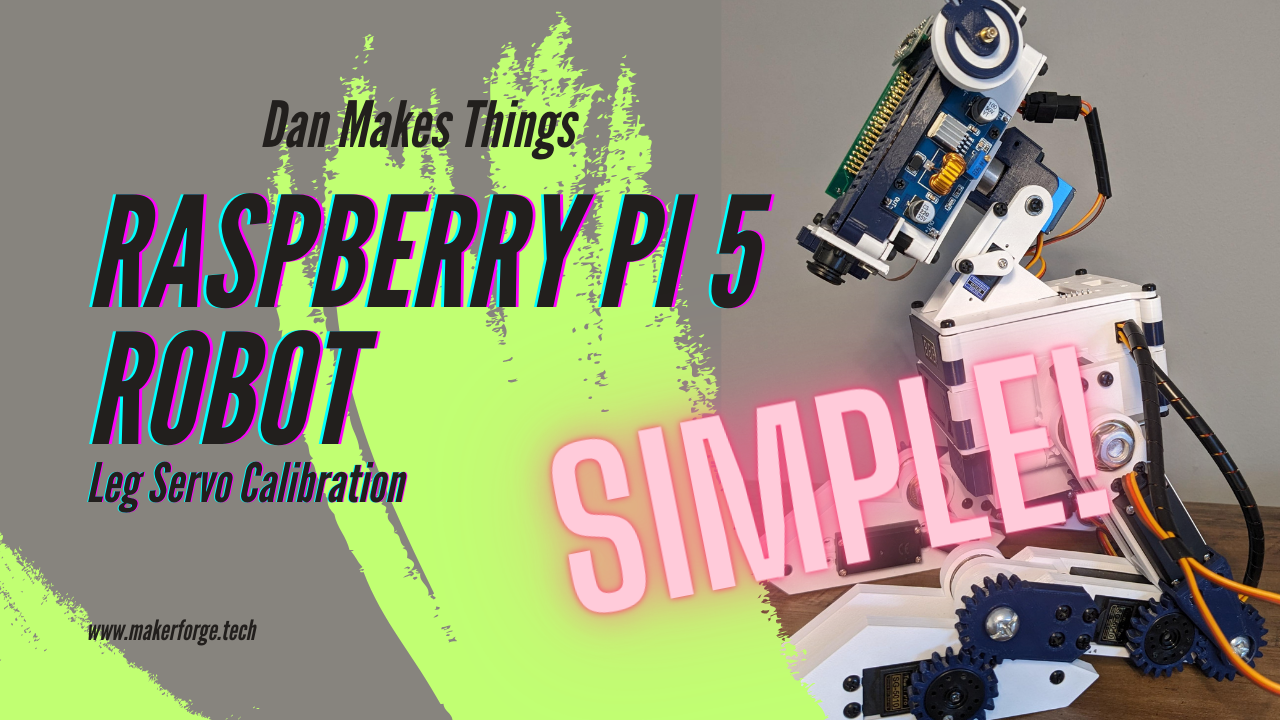 Dan Makes Things
RASPBERRY PI 5
ROBOT
Leg Servo Calibration
SIMPLE!
www.makerforge.tech